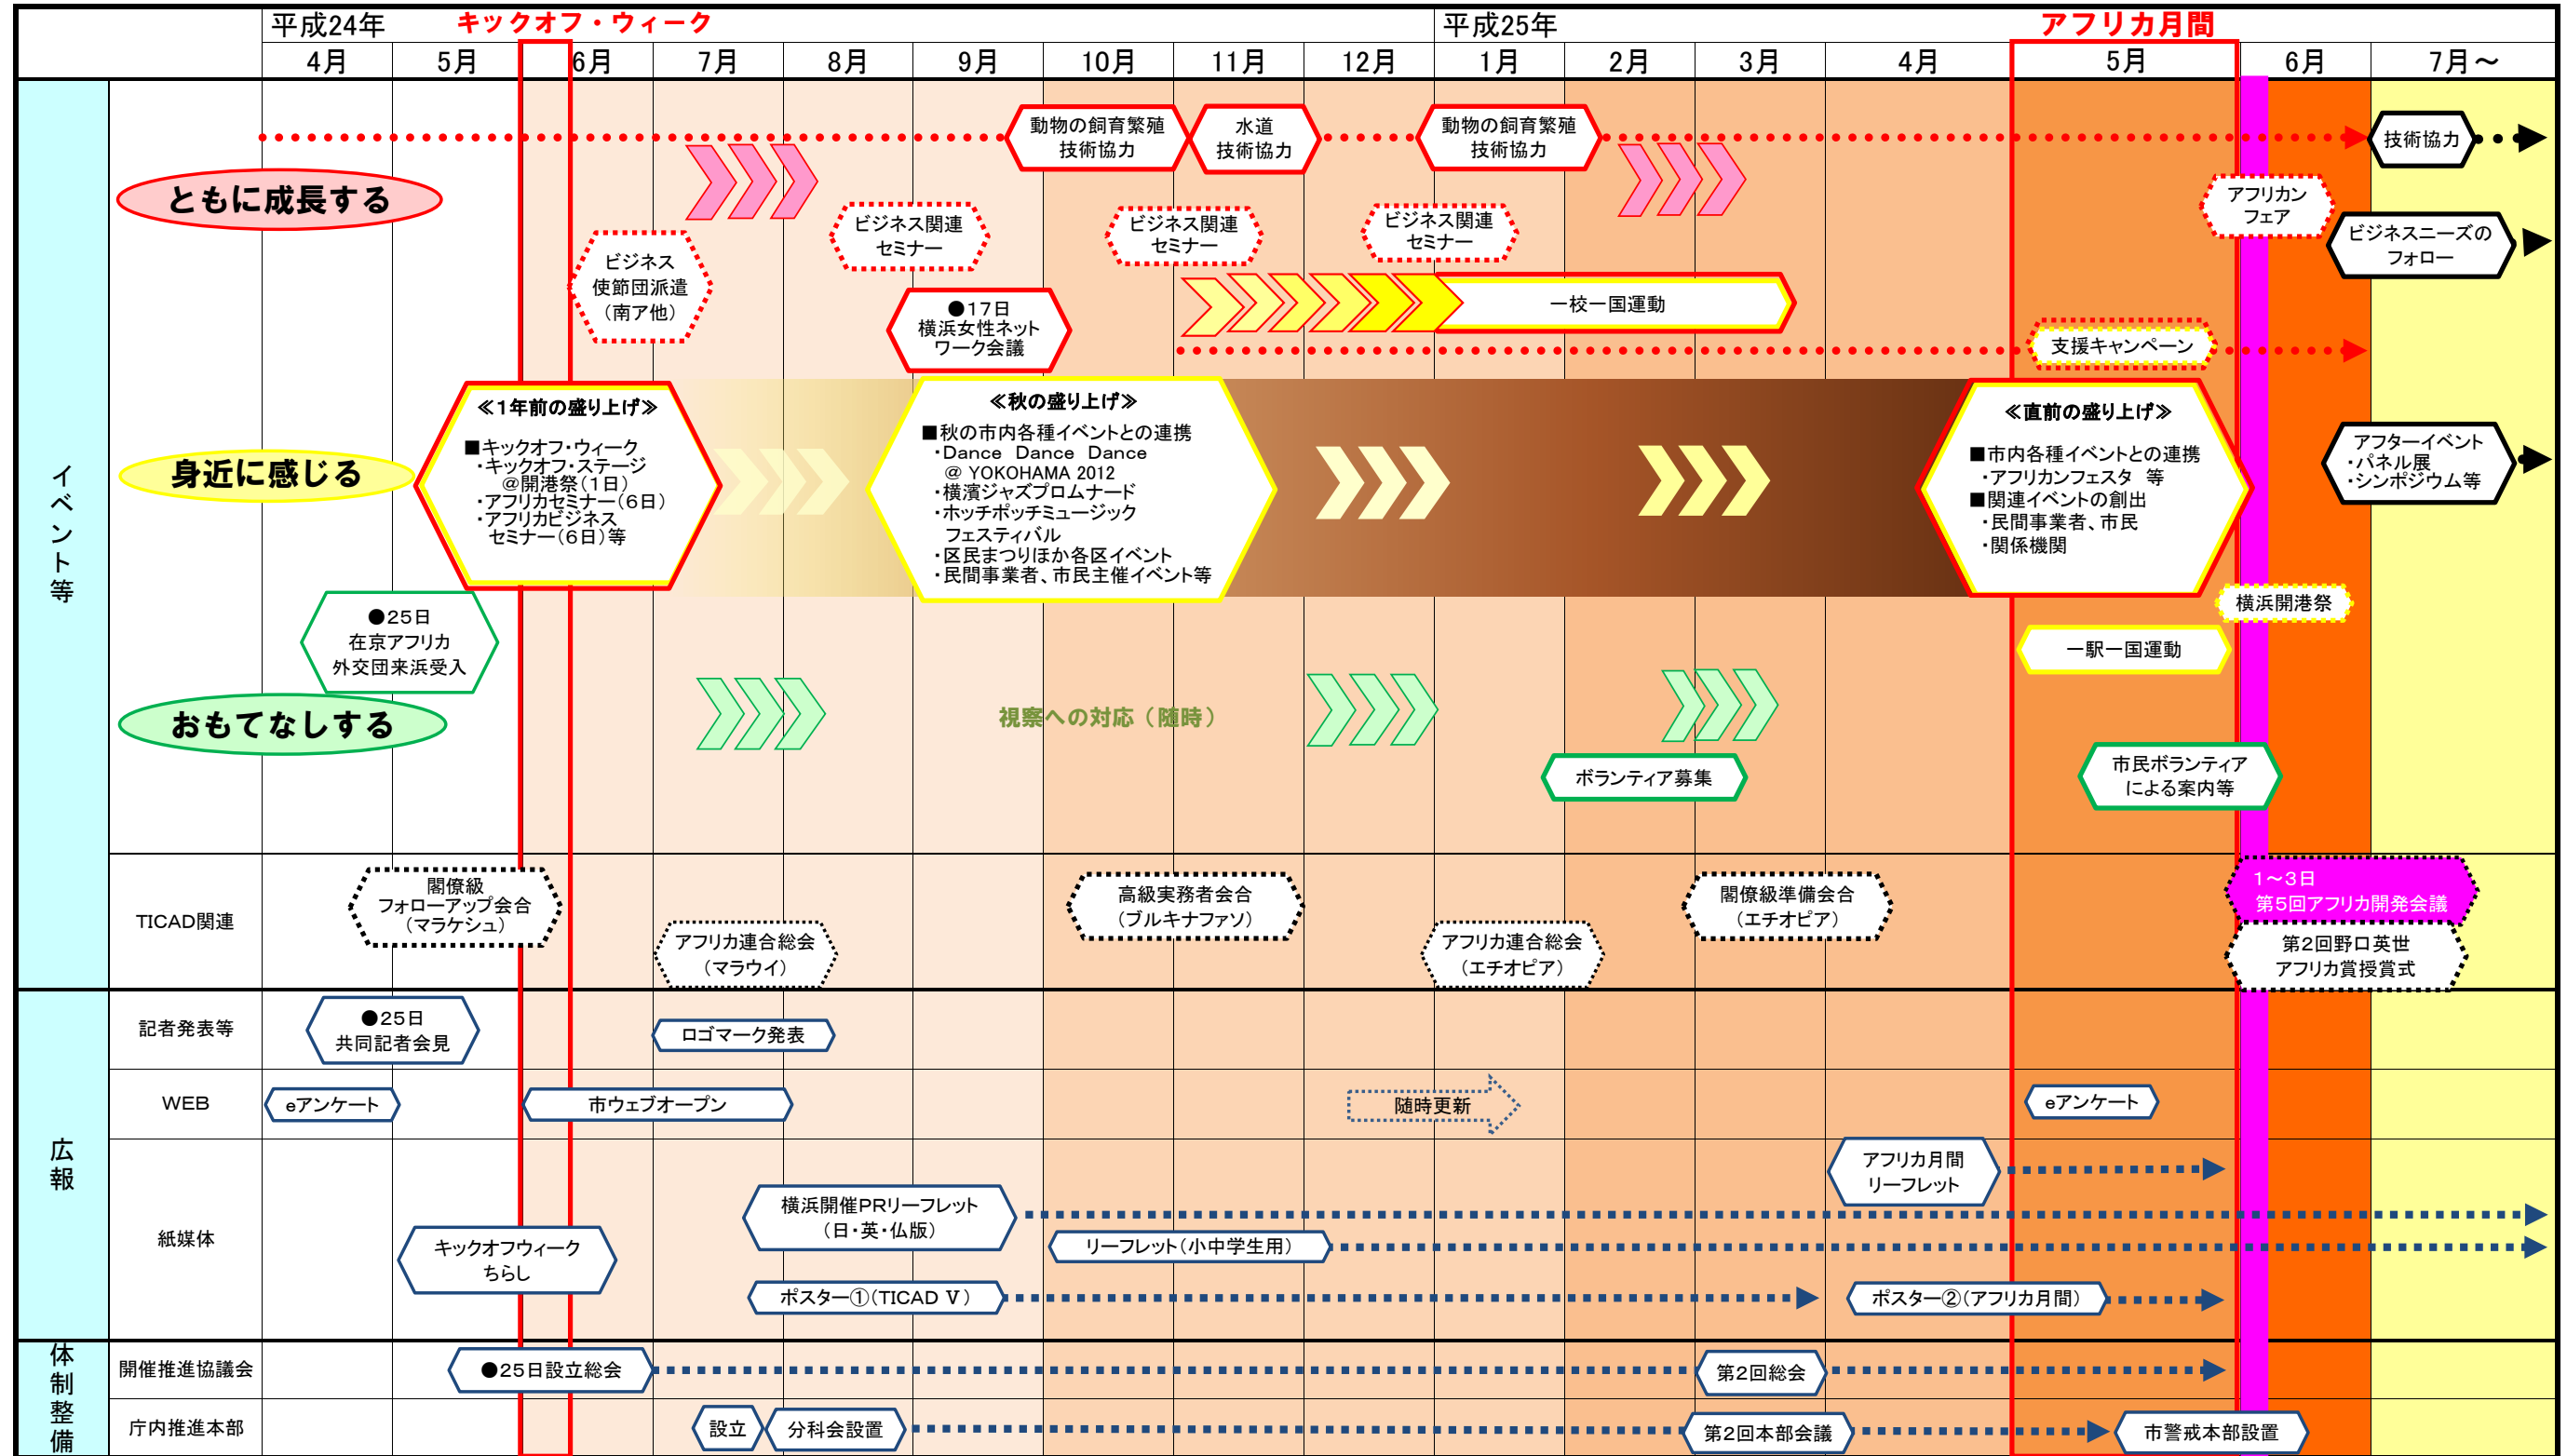 平成24年
キックオフ・ウィーク
平成25年
アフリカ月間
4月
5月
6月
7月
8月
9月
10月
11月
12月
1月
2月
3月
4月
5月
6月
7月～
イベント等
ともに成長する
動物の飼育繁殖
技術協力
水道
技術協力
動物の飼育繁殖
技術協力
技術協力
アフリカン
フェア
ビジネス関連
セミナー
ビジネス関連
セミナー
ビジネス関連
セミナー
ビジネスニーズの
フォロー
ビジネス
使節団派遣
（南ア他）
●17日
横浜女性ネット
ワーク会議
一校一国運動
支援キャンペーン
身近に感じる
≪1年前の盛り上げ≫
■キックオフ・ウィーク
・キックオフ・ステージ
＠開港祭（1日）
・アフリカセミナー（6日）
・アフリカビジネス
セミナー（6日）等
≪秋の盛り上げ≫
■秋の市内各種イベントとの連携
・Dance Dance Dance
@ YOKOHAMA 2012
・横濱ジャズプロムナード
・ホッチポッチミュージック
フェスティバル
・区民まつりほか各区イベント
・民間事業者、市民主催イベント等
≪直前の盛り上げ≫
■市内各種イベントとの連携
・アフリカンフェスタ 等
■関連イベントの創出
・民間事業者、市民
・関係機関
アフターイベント
・パネル展
・シンポジウム等
横浜開港祭
一駅一国運動
●25日
在京アフリカ
外交団来浜受入
おもてなしする
視察への対応（随時）
ボランティア募集
市民ボランティア
による案内等
TICAD関連
閣僚級
フォローアップ会合
（マラケシュ）
アフリカ連合総会
（マラウイ）
高級実務者会合
（ブルキナファソ）
アフリカ連合総会
（エチオピア）
閣僚級準備会合
（エチオピア）
1～3日
第5回アフリカ開発会議
第2回野口英世
アフリカ賞授賞式
広報
記者発表等
●25日
共同記者会見
ロゴマーク発表
WEB
eアンケート
市ウェブオープン
随時更新
eアンケート
紙媒体
キックオフウィーク
ちらし
横浜開催PRリーフレット
（日・英・仏版）
リーフレット（小中学生用）
ポスター①（TICAD Ⅴ）
アフリカ月間
リーフレット
ポスター②（アフリカ月間）
体制整備
開催推進協議会
●25日設立総会
第2回総会
庁内推進本部
設立
分科会設置
第2回本部会議
市警戒本部設置